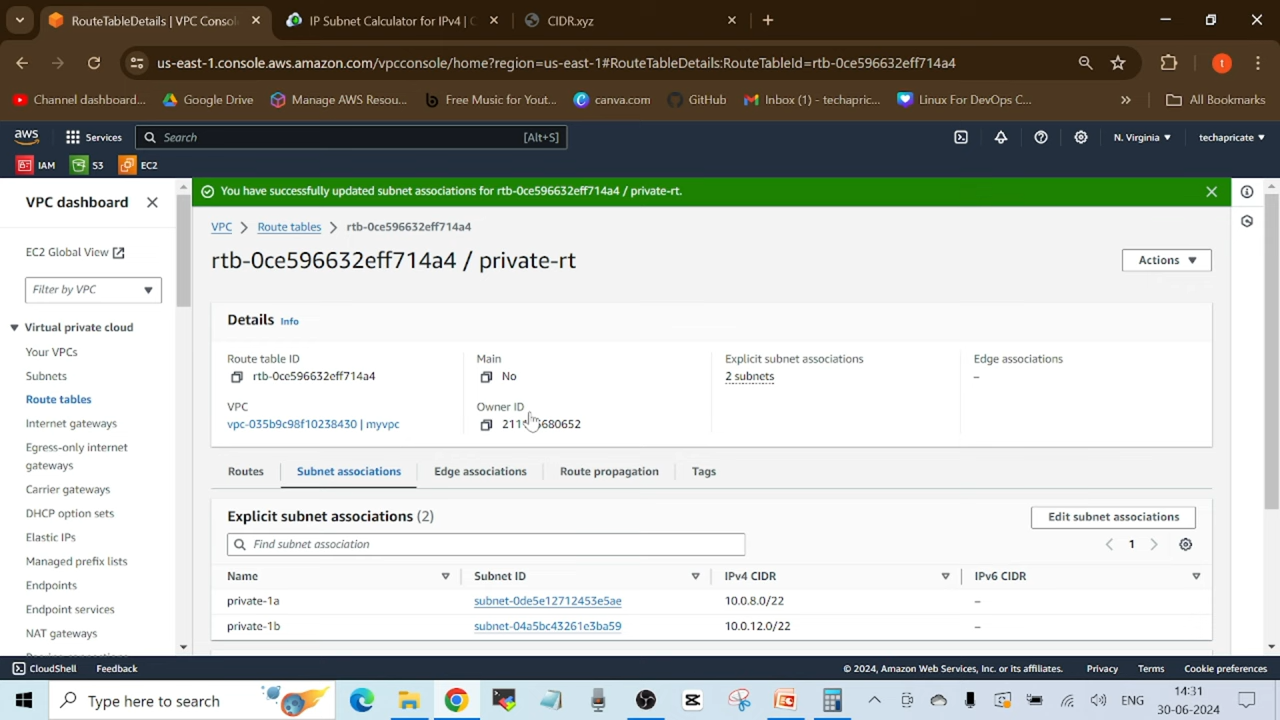 RouteTableDetails | VPC Consol
IP Subnet Calculator for IPv4 | C
CIDR.xyz
us-east-1.console.aws.amazon.com/vpcconsole/home?region=us-east-1#RouteTableDetails:RouteTableId=rtb-0ce596632eff714a4
Channel dashboard...
Google Drive
Manage AWS Resou...
Free Music for Yout...
canva.com
GitHub
Inbox (1) - techapric...
Linux For DevOps C...
All Bookmarks
aws
Services
Search
[Alt+S]
N. Virginia
techapricate
IAM
S3
EC2
VPC dashboard
You have successfully updated subnet associations for rtb-0ce596632eff714a4 / private-rt.
VPC
Route tables
rtb-0ce596632eff714a4
EC2 Global View
rtb-0ce596632eff714a4 / private-rt
Actions
Filter by VPC
Virtual private cloud
Your VPCs
Subnets
Route tables
Internet gateways
Egress-only internet
gateways
Carrier gateways
DHCP option sets
Elastic IPs
Managed prefix lists
Endpoints
Endpoint services
NAT gateways
Details
Info
Route table ID
rtb-0ce596632eff714a4
Main
No
Explicit subnet associations
2 subnets
Edge associations
–
VPC
vpc-035b9c98f10238430 | myvpc
Owner ID
Routes
Subnet associations
Edge associations
Route propagation
Tags
Explicit subnet associations (2)
Edit subnet associations
Find subnet association
1
Name
Subnet ID
IPv4 CIDR
IPv6 CIDR
private-1a
subnet-0de5e12712453e5ae
10.0.8.0/22
–
private-1b
subnet-04a5bc43261e3ba59
10.0.12.0/22
–
CloudShell
Feedback
© 2024, Amazon Web Services, Inc. or its affiliates.
Privacy
Terms
Cookie preferences
Type here to search
ENG
14:31
30-06-2024